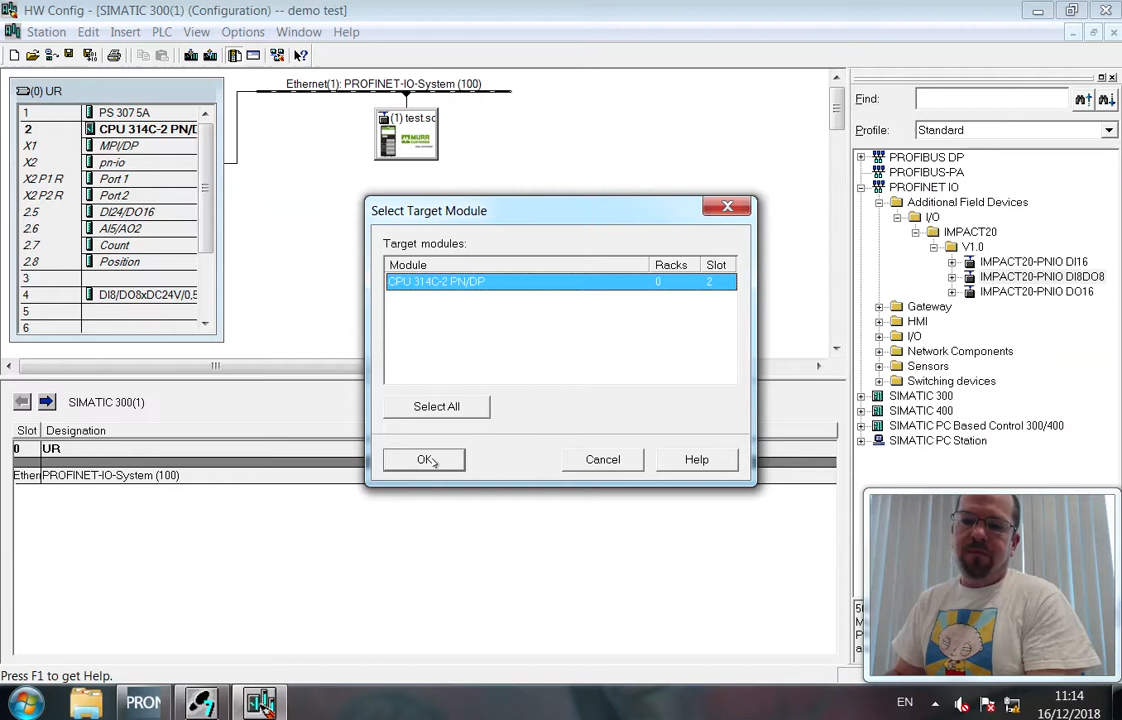 HW Config - [SIMATIC 300(1) (Configuration) -- demo test]
Station Edit Insert PLC View Options Window Help
(0) UR
1 PS 307 5A
2 CPU 314C-2 PN/D
X1 MPI/DP
X2 pn-io
X2 P1 R Port 1
X2 P2 R Port 2
2.5 DI24/DO16
2.6 AI5/AO2
2.7 Count
2.8 Position
3
4 DI8/DO8xDC24V/0,5
5
6
Ethernet(1): PROFINET-IO-System (100)
(1) test.sc
MURR
Select Target Module
Target modules:
Module Racks Slot
CPU 314C-2 PN/DP 0 2
Select All
OK Cancel Help
Find:
Profile: Standard
PROFIBUS DP
PROFIBUS-PA
PROFINET IO
Additional Field Devices
I/O
IMPACT20
V1.0
IMPACT20-PNIO DI16
IMPACT20-PNIO DI8DO8
IMPACT20-PNIO DO16
Gateway
HMI
I/O
Network Components
Sensors
Switching devices
SIMATIC 300
SIMATIC 400
SIMATIC PC Based Control 300/400
SIMATIC PC Station
SIMATIC 300(1)
Slot Designation
0 UR
Ether PROFINET-IO-System (100)
Press F1 to get Help.
PRON
EN
11:14
16/12/2018